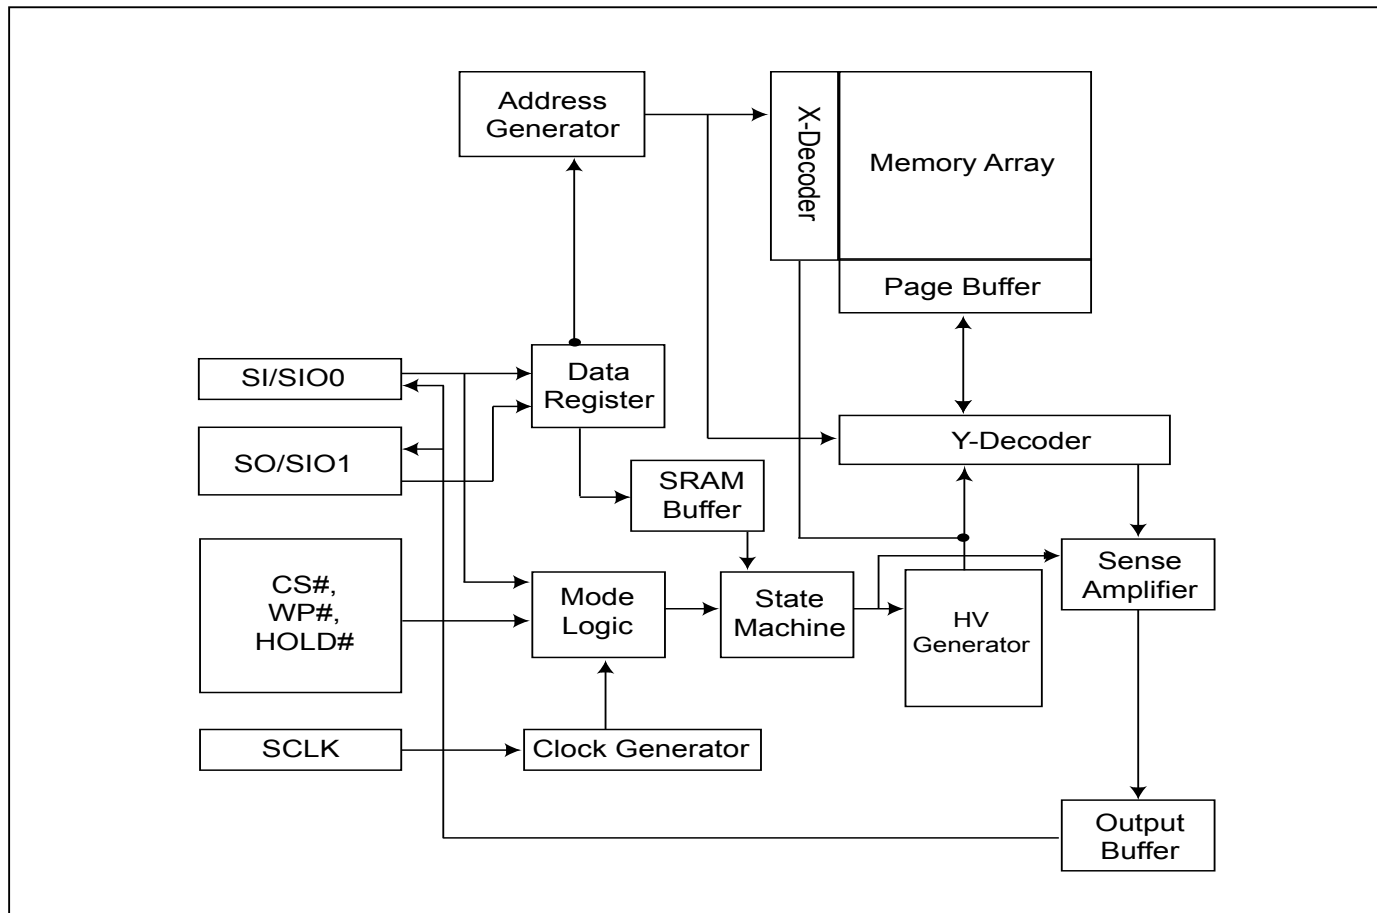 Address
Generator
X-Decoder
Memory Array
Page Buffer
SI/SIO0
Data
Register
SO/SIO1
Y-Decoder
SRAM
Buffer
CS#,
WP#,
HOLD#
Mode
Logic
State
Machine
HV
Generator
Sense
Amplifier
SCLK
Clock Generator
Output
Buffer